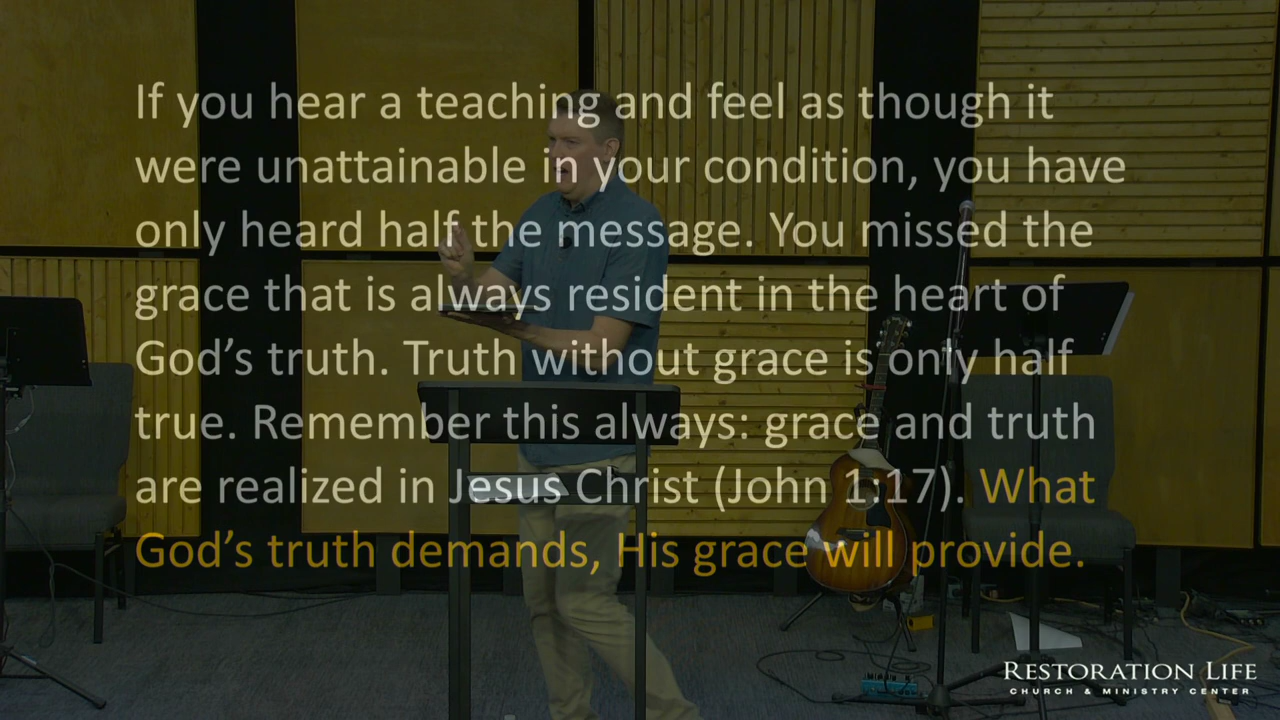 If you hear a teaching and feel as though it
were unattainable in your condition, you have
only heard half the message. You missed the
grace that is always resident in the heart of
God’s truth. Truth without grace is only half
true. Remember this always: grace and truth
are realized in Jesus Christ (John 1:17). What
God’s truth demands, His grace will provide.
RESTORATION LIFE
CHURCH & MINISTRY CENTER